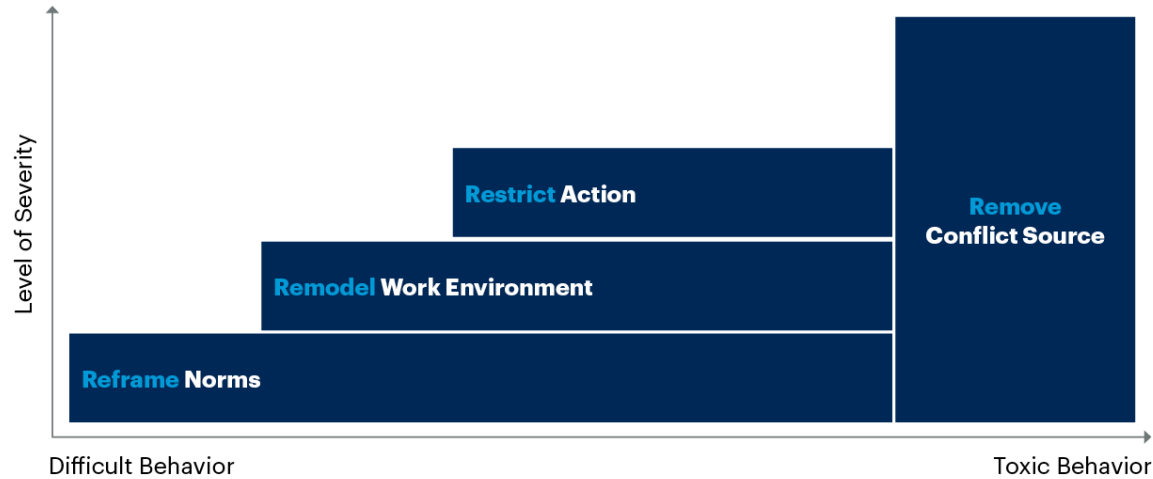 Level of Severity
Restrict Action
Remove
Conflict Source
Remodel Work Environment
Reframe Norms
Difficult Behavior
Toxic Behavior